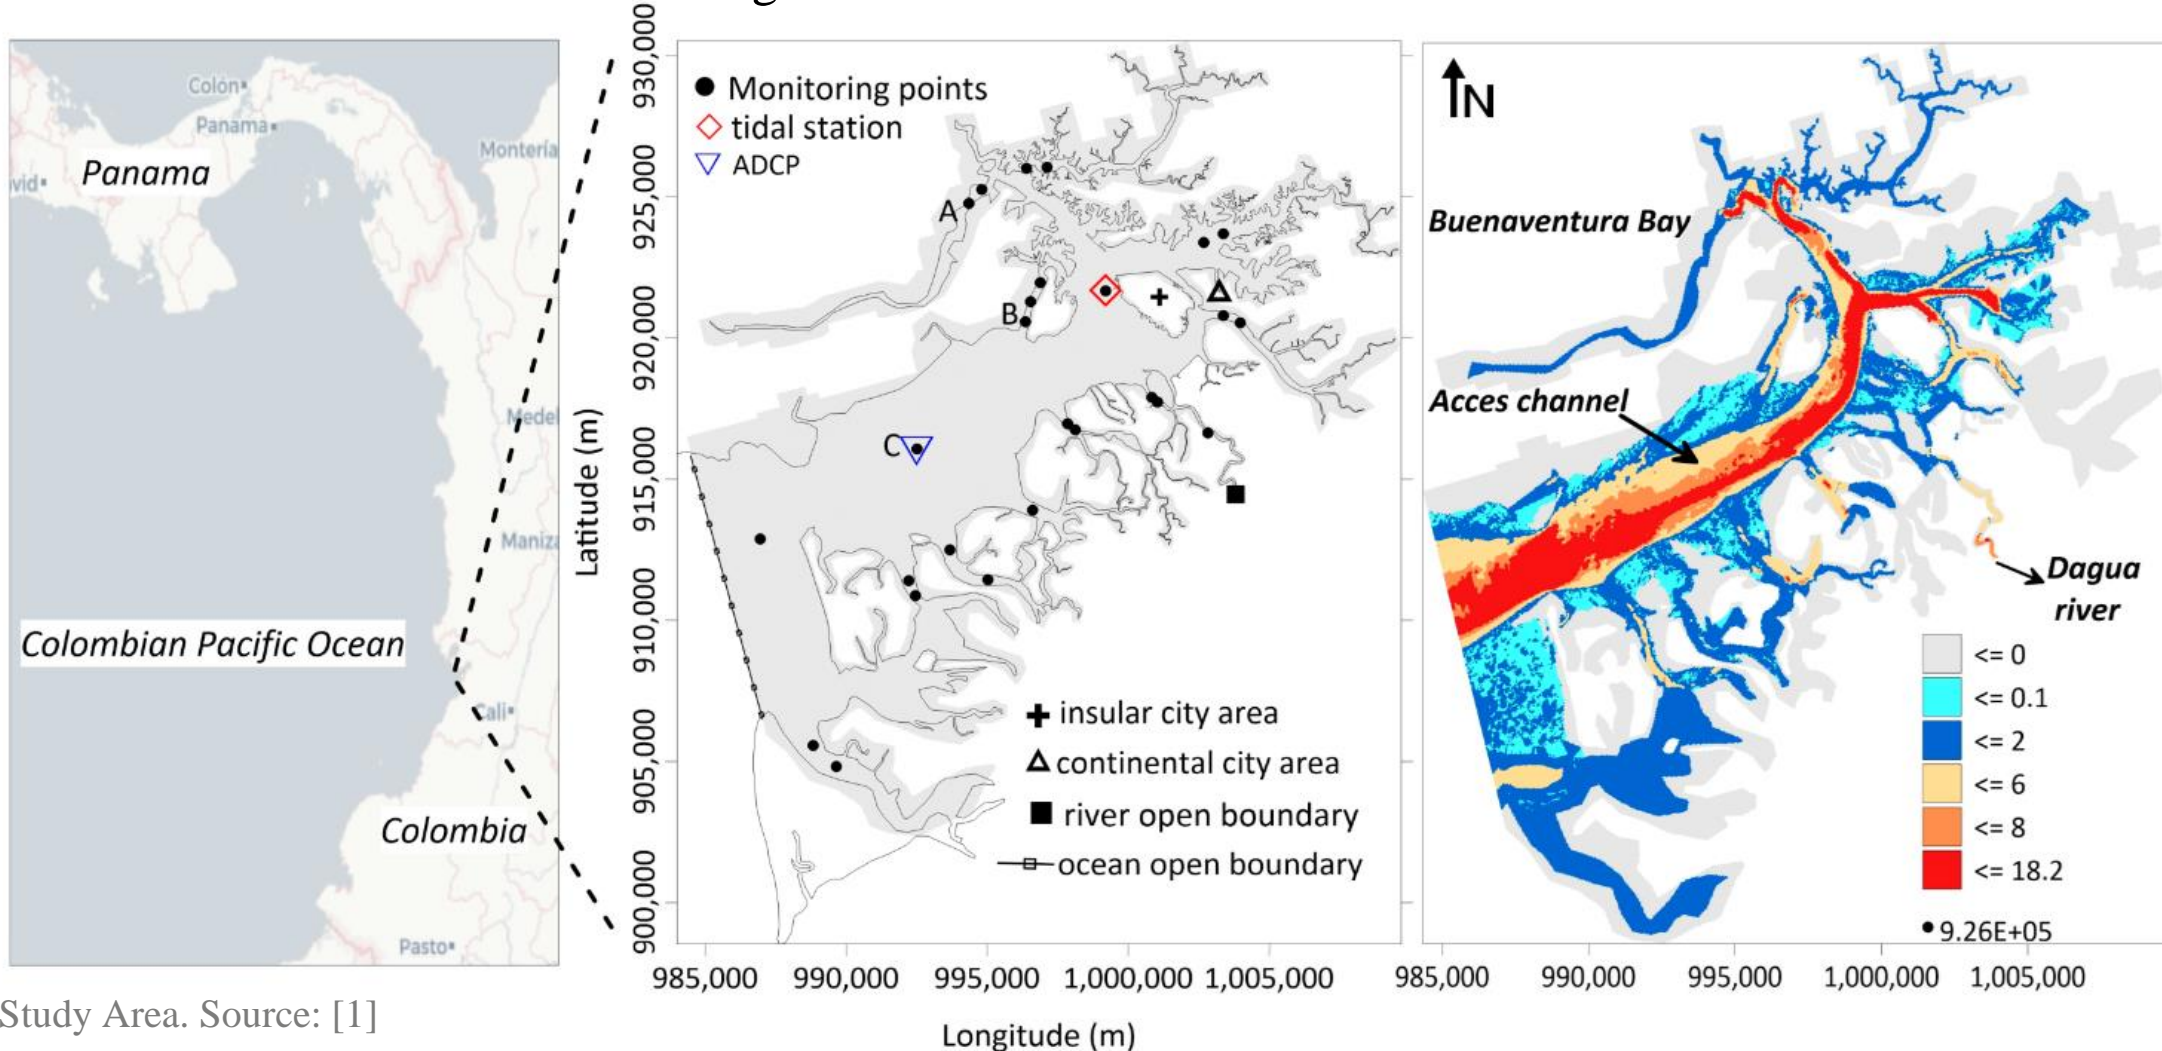 Colón
Panama
Montería
Panama
vid
Medel
Maniza
Colombian Pacific Ocean
Cali
Colombia
Pasto
Study Area. Source: [1]
Monitoring points
tidal station
ADCP
A
B
C
insular city area
continental city area
river open boundary
ocean open boundary
Latitude (m)
930,000
925,000
920,000
915,000
910,000
905,000
900,000
985,000 990,000 995,000 1,000,000 1,005,000
Longitude (m)
N
Buenaventura Bay
Acces channel
Dagua
river
<= 0
<= 0.1
<= 2
<= 6
<= 8
<= 18.2
9.26E+05
985,000 990,000 995,000 1,000,000 1,005,000